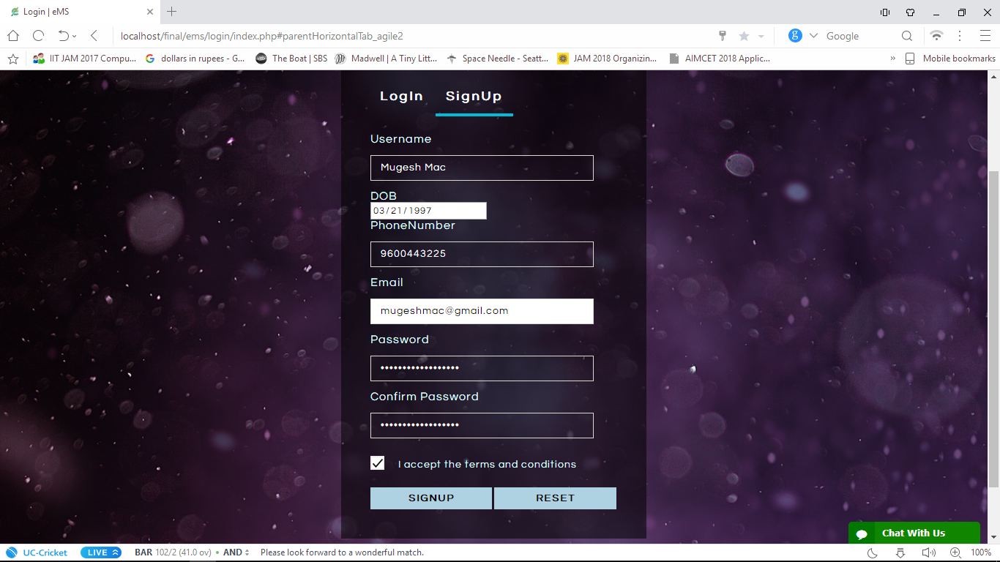 Login | eMS
localhost/final/ems/login/index.php#parentHorizontalTab_agile2
g Google
IIT JAM 2017 Compu... G dollars in rupees - G... The Boat | SBS Madwell | A Tiny Litt... Space Needle - Seatt... JAM 2018 Organizin... AIMCET 2018 Applic... » Mobile bookmarks
LogIn SignUp
Username
Mugesh Mac
DOB
03/21/1997
PhoneNumber
9600443225
Email
mugeshmac@gmail.com
Password
••••••••••••••••••
Confirm Password
••••••••••••••••••
I accept the terms and conditions
SIGNUP RESET
Chat With Us
UC-Cricket LIVE BAR 102/2 (41.0 ov) • AND Please look forward to a wonderful match. 100%